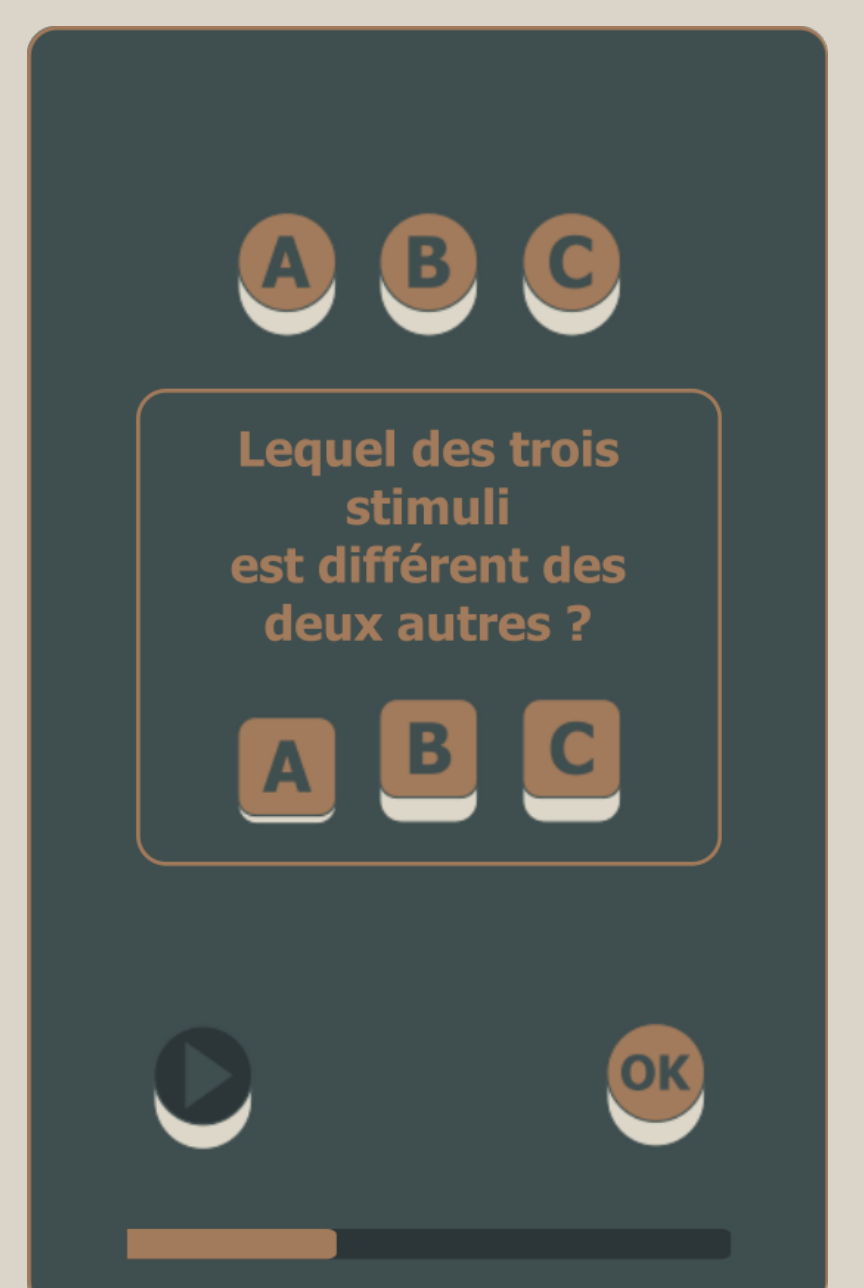 A B C
Lequel des trois
stimuli
est différent des
deux autres ?
A B C
OK